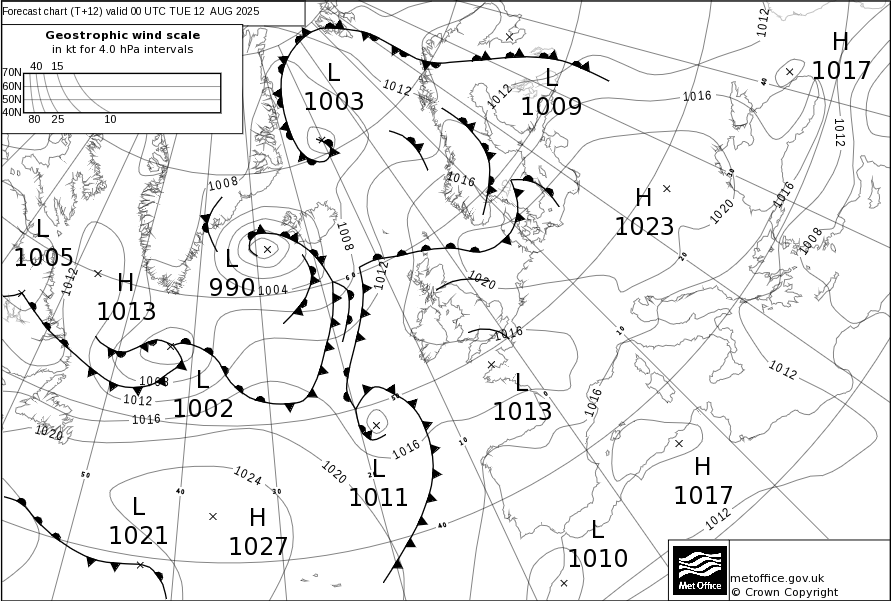 Forecast chart (T+12) valid 00 UTC TUE 12 AUG 2025
Geostrophic wind scale
in kt for 4.0 hPa intervals
40 15
70N
60N
50N
40N
80 25 10
L
1003
L
1009
H
1017
1012
1012
1012
1016
1012
40
1008
1016
H
1023
50
1020
1016
1008
L
1005
1012
H
1013
L
990
1004
1008
60
1012
1020
20
1016
10
1012
1008
1012
1016
L
1002
L
1013
0
1016
50
1020
1016
10
L
1011
20
1020
1024
50
40
30
H
1017
1012
L
1021
H
1027
40
L
1010
Met Office
metoffice.gov.uk
© Crown Copyright